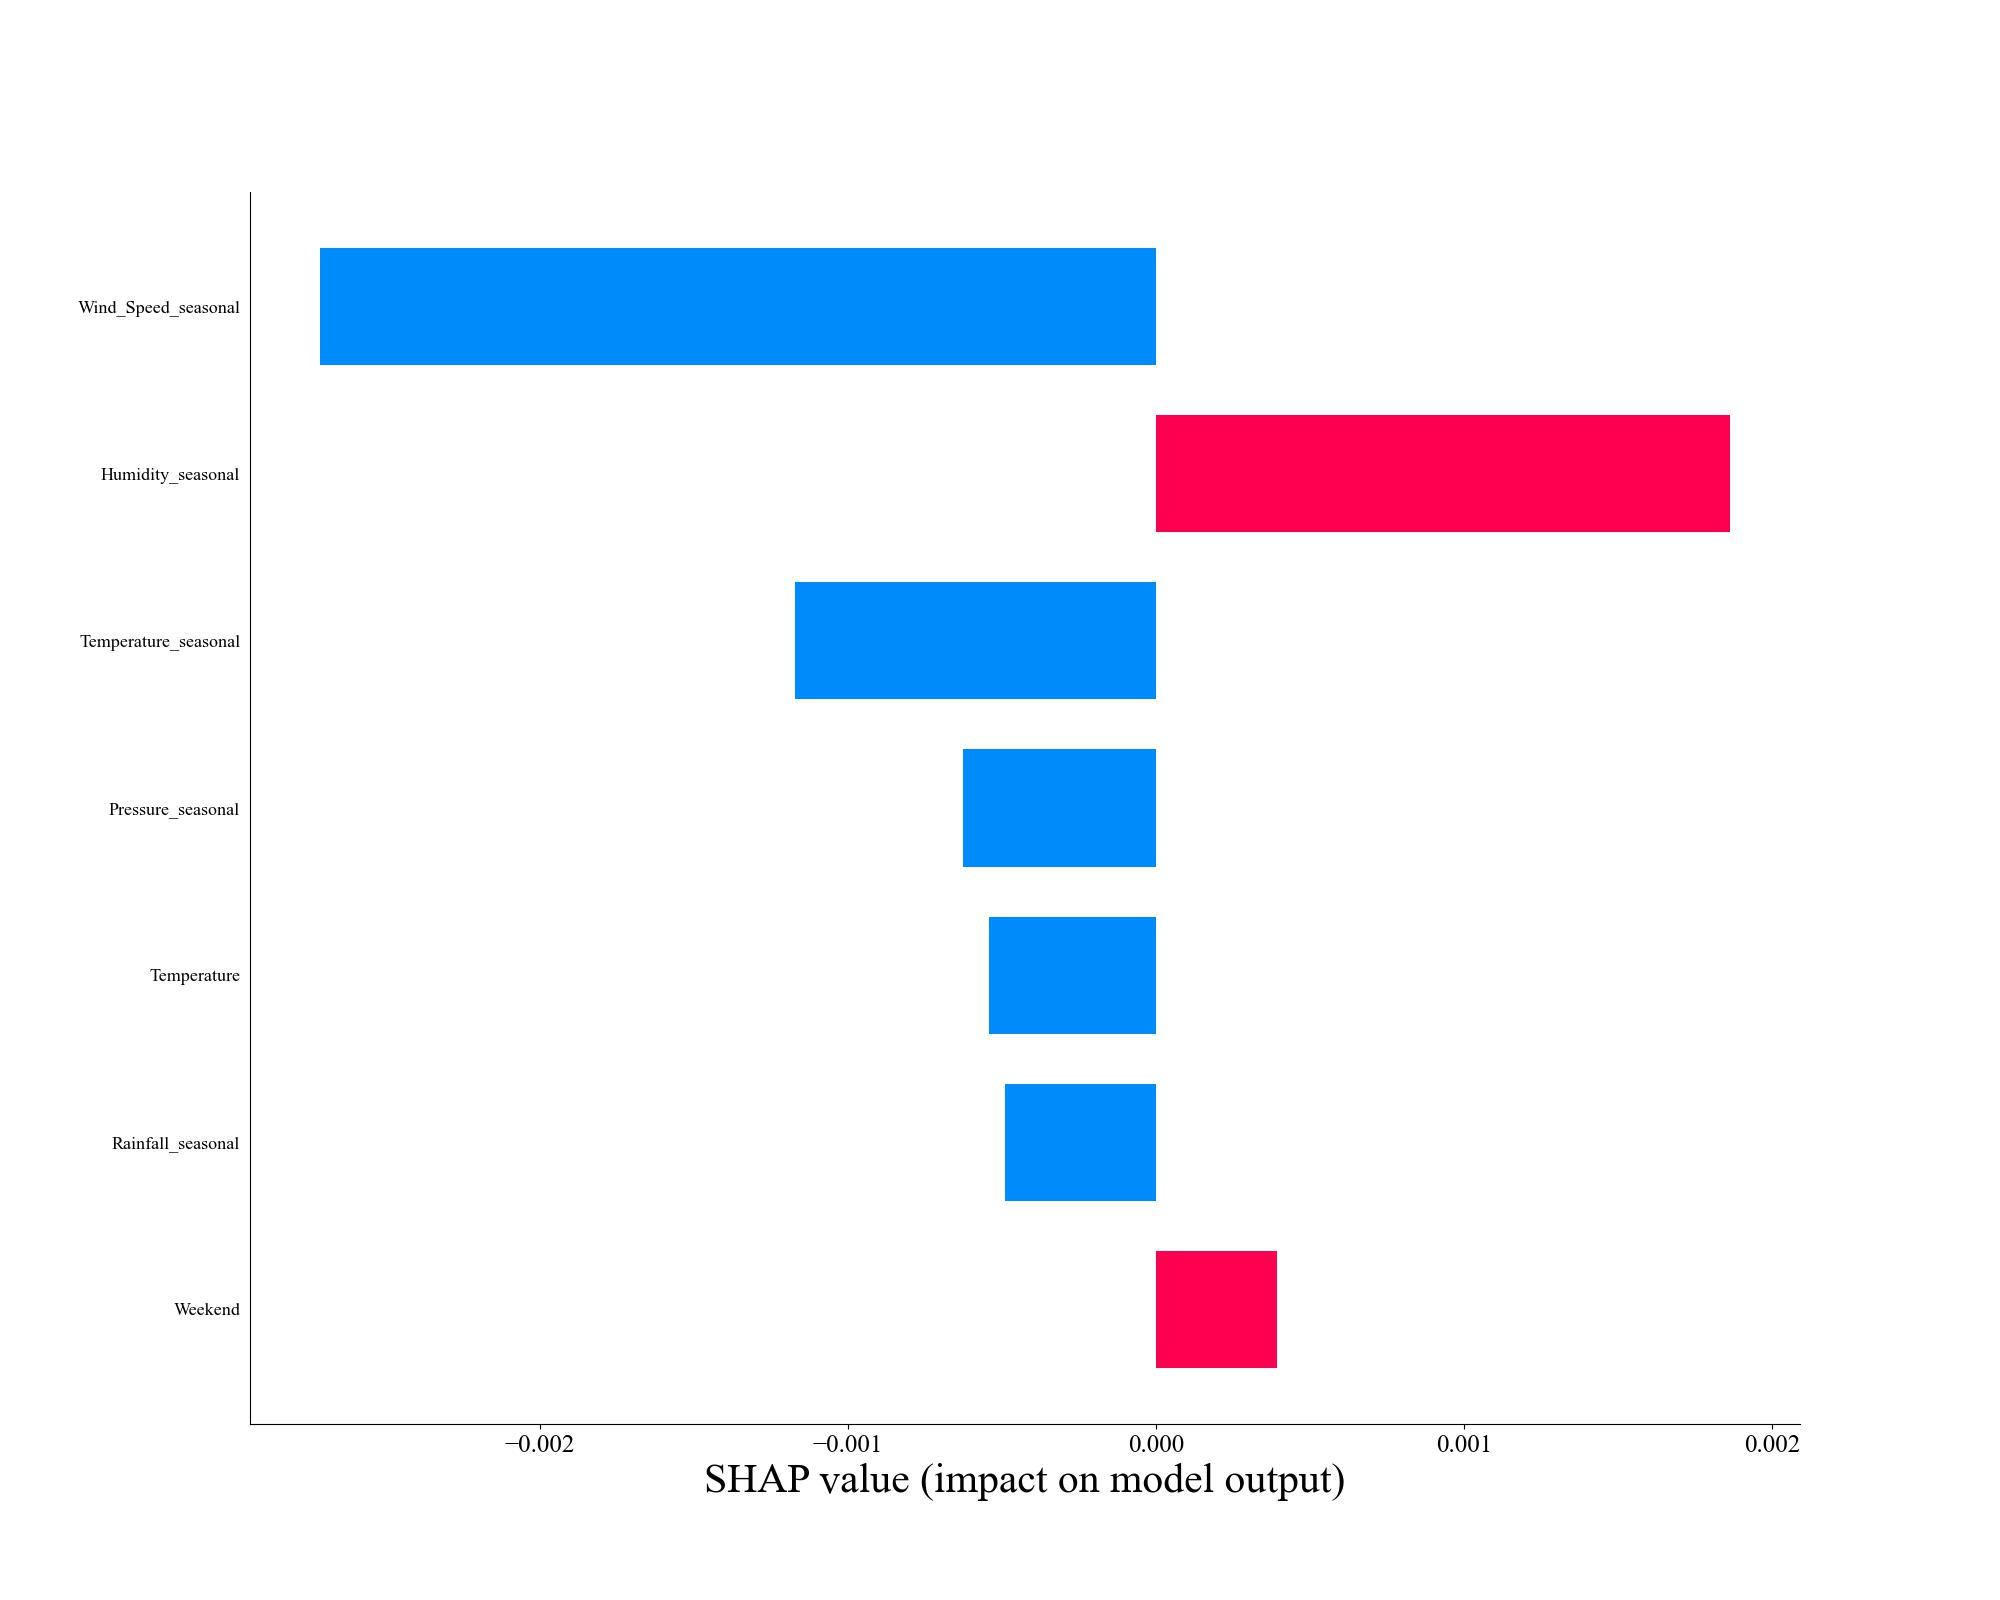 Wind_Speed_seasonal
Humidity_seasonal
Temperature_seasonal
Pressure_seasonal
Temperature
Rainfall_seasonal
Weekend
−0.002 −0.001 0.000 0.001 0.002
SHAP value (impact on model output)